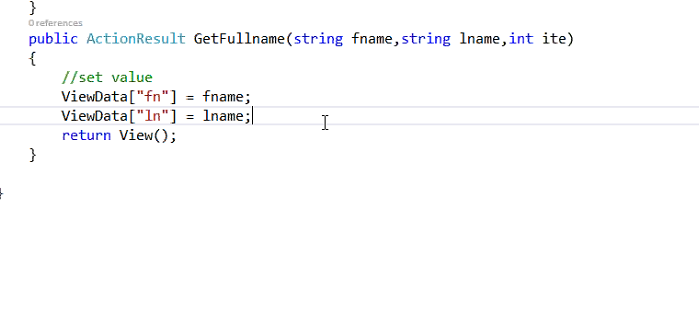 }
0 references
public ActionResult GetFullname(string fname,string lname,int ite)
{
//set value
ViewData["fn"] = fname;
ViewData["ln"] = lname;
return View();
}
}